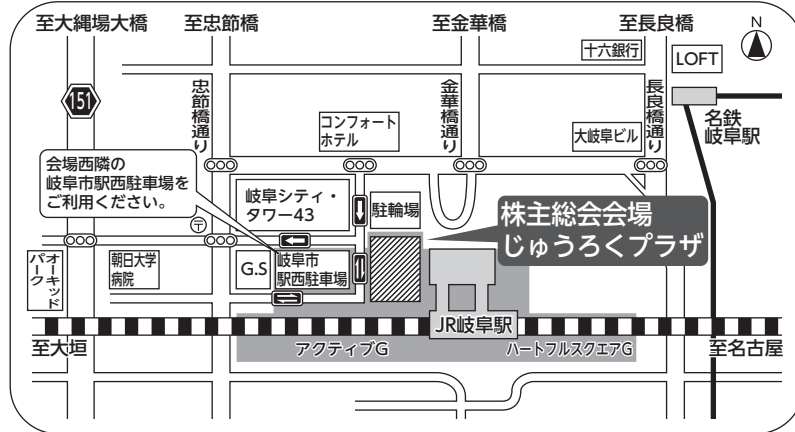 至大縄場大橋
至忠節橋
至金華橋
至長良橋
N
十六銀行
LOFT
151
忠節橋通り
金華橋通り
長良橋通り
コンフォート
ホテル
大岐阜ビル
名鉄
岐阜駅
会場西隣の
岐阜市駅西駐車場を
ご利用ください。
岐阜シティ・
タワー43
駐輪場
株主総会会場
じゅうろくプラザ
〒
オーキッド
パーク
朝日大学
病院
G.S
岐阜市
駅西駐車場
JR岐阜駅
至大垣
アクティブG
ハートフルスクエアG
至名古屋